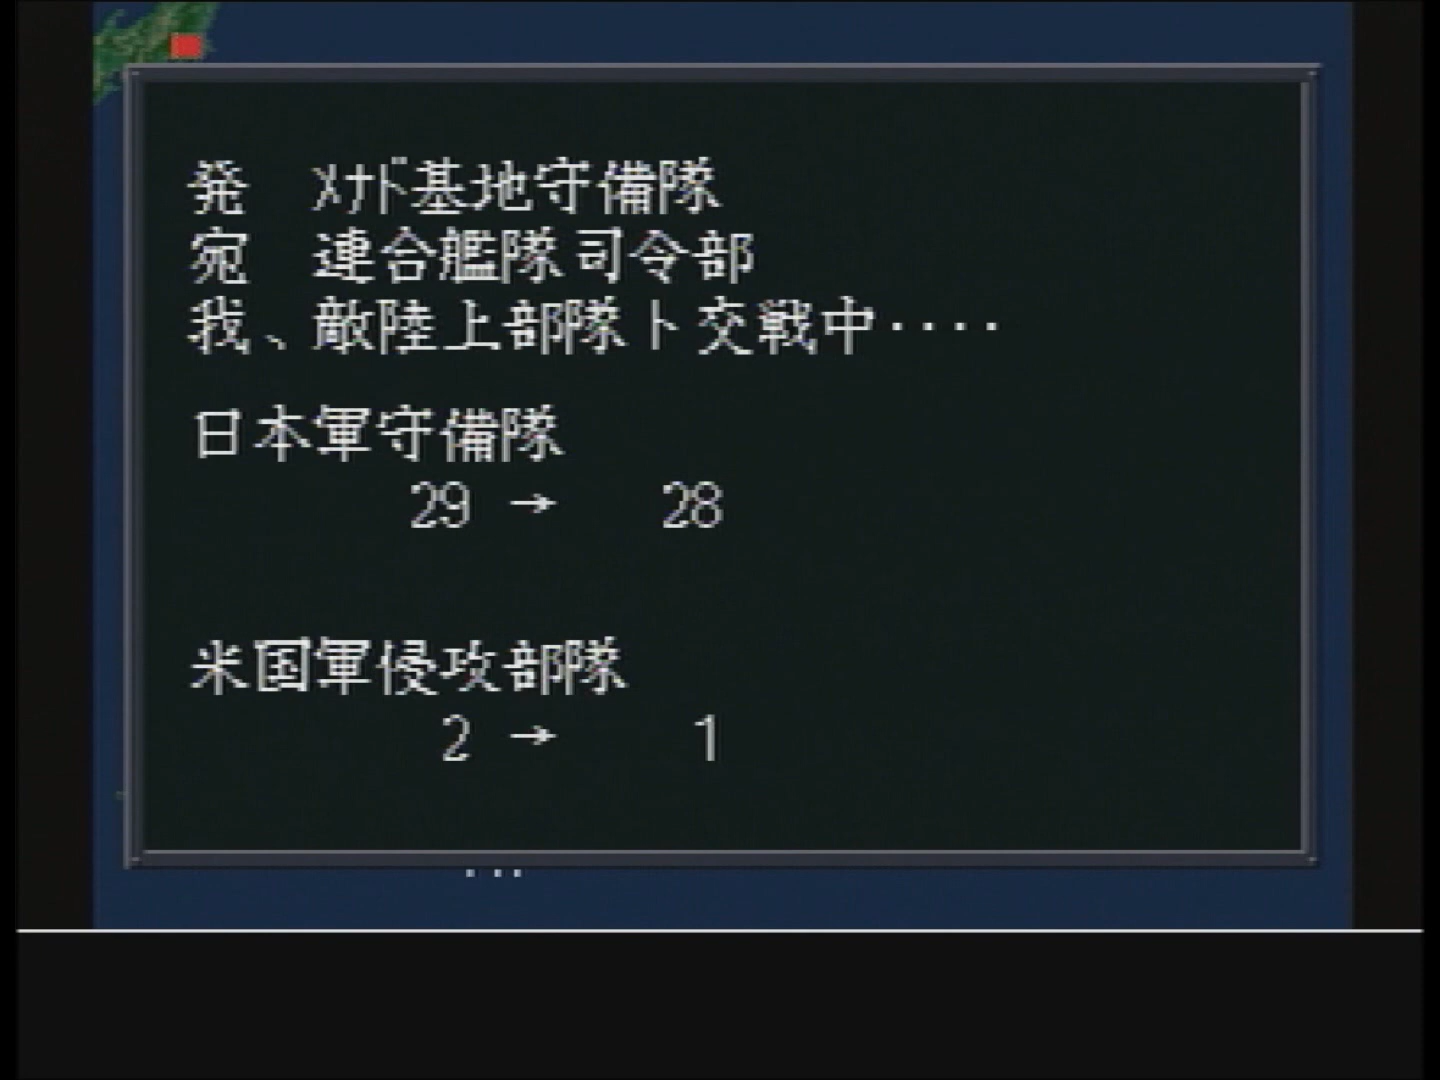 発　ﾒﾅﾄﾞ基地守備隊
宛　連合艦隊司令部
我、敵陸上部隊ト交戦中‥‥
日本軍守備隊
29 → 28
米国軍侵攻部隊
2 → 1